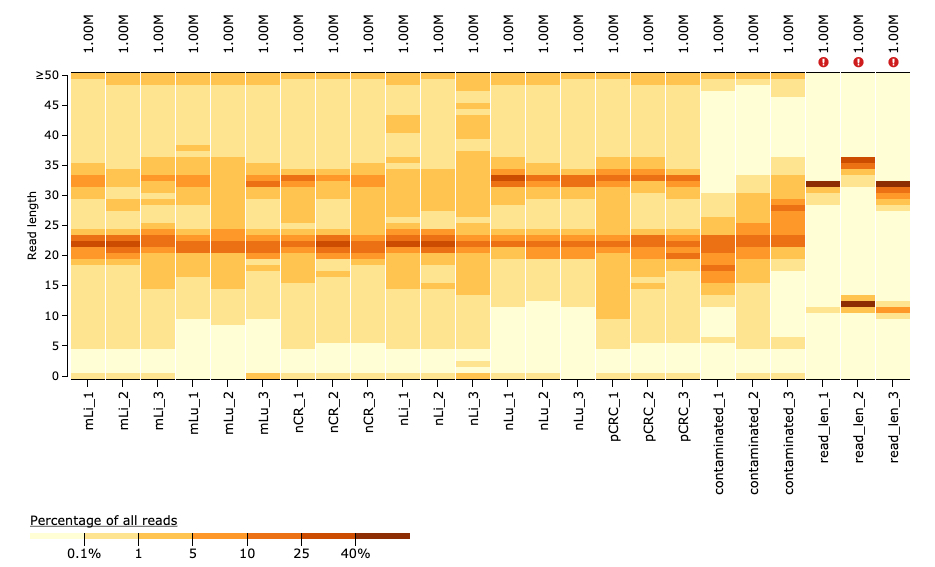 1.00M 1.00M 1.00M 1.00M 1.00M 1.00M 1.00M 1.00M 1.00M 1.00M 1.00M 1.00M 1.00M 1.00M 1.00M 1.00M 1.00M 1.00M 1.00M 1.00M 1.00M 1.00M 1.00M 1.00M
! ! !
Read length
≥50
45
40
35
30
25
20
15
10
5
0
mLi_1 mLi_2 mLi_3 mLu_1 mLu_2 mLu_3 nCR_1 nCR_2 nCR_3 nLi_1 nLi_2 nLi_3 nLu_1 nLu_2 nLu_3 pCRC_1 pCRC_2 pCRC_3 contaminated_1 contaminated_2 contaminated_3 read_len_1 read_len_2 read_len_3
Percentage of all reads
0.1% 1 5 10 25 40%